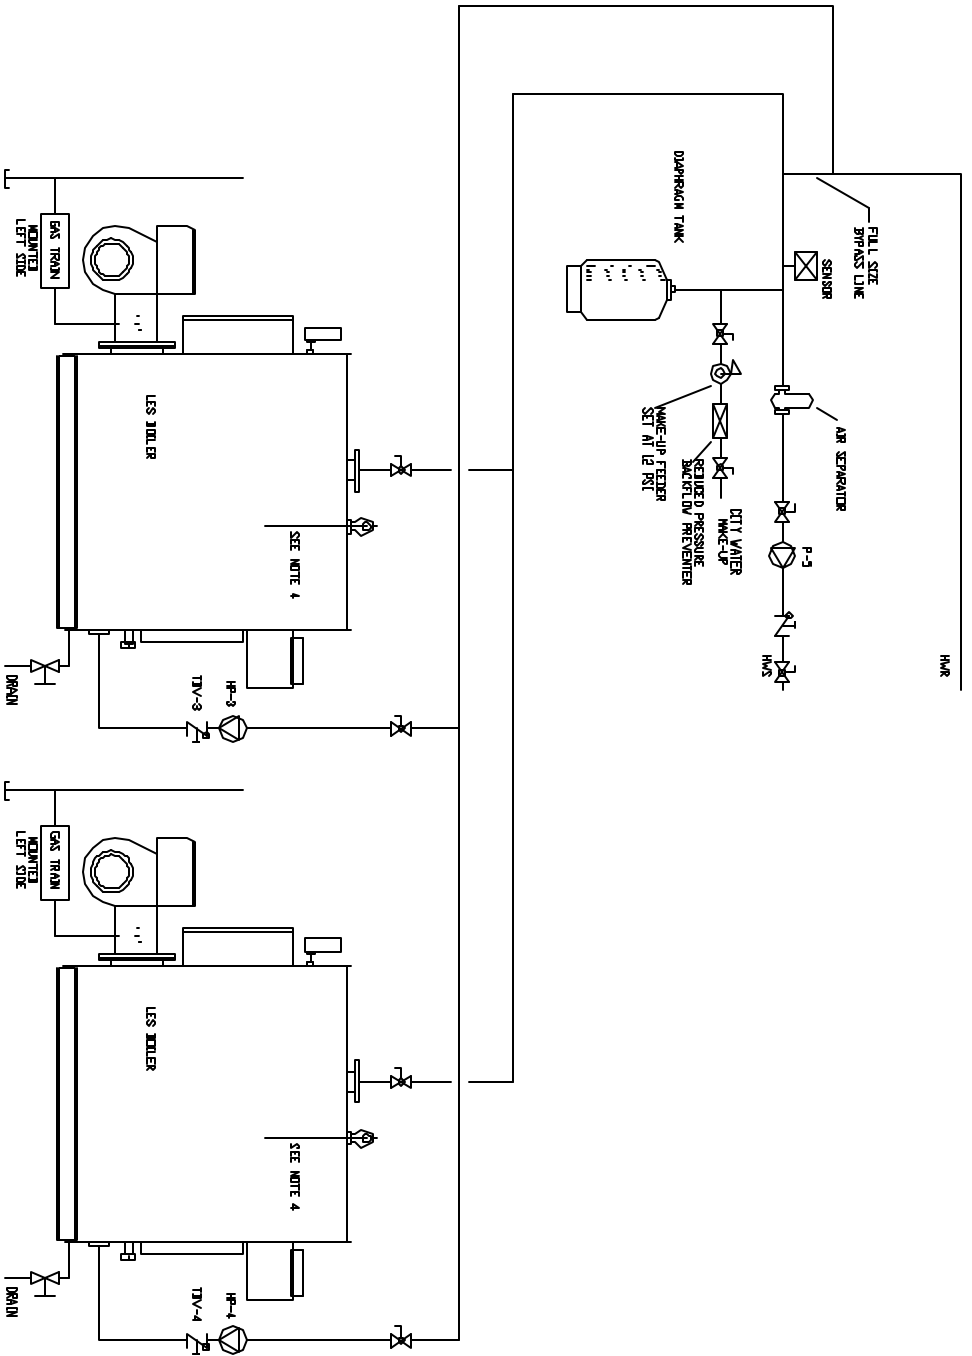 DIAPHRAGM TANK
FULL SIZE
BYPASS LINE
SENSOR
AIR SEPARATOR
MAKE-UP FEEDER
SET AT 12 PSI
REDUCED PRESSURE
BACKFLOW PREVENTER
CITY WATER
MAKE-UP
P-5
HWS
HWR
GAS TRAIN
MOUNTED
LEFT SIDE
LES BOILER
SEE NOTE 4
DRAIN
TDV-3
HP-3
GAS TRAIN
MOUNTED
LEFT SIDE
LES BOILER
SEE NOTE 4
DRAIN
TDV-4
HP-4